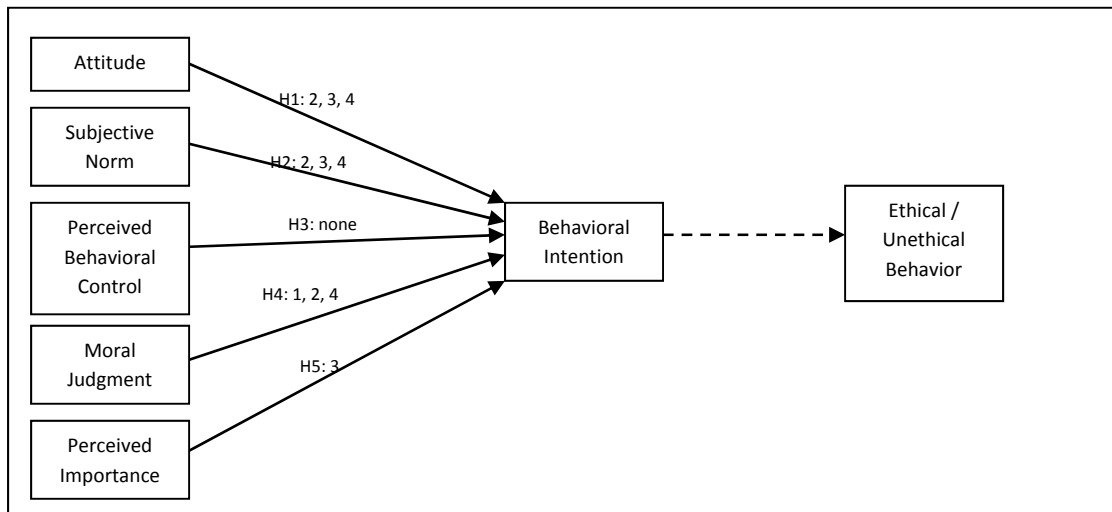 Attitude
H1: 2, 3, 4
Subjective
Norm
H2: 2, 3, 4
Perceived
Behavioral
Control
H3: none
Moral
Judgment
H4: 1, 2, 4
Perceived
Importance
H5: 3
Behavioral
Intention
Ethical /
Unethical
Behavior